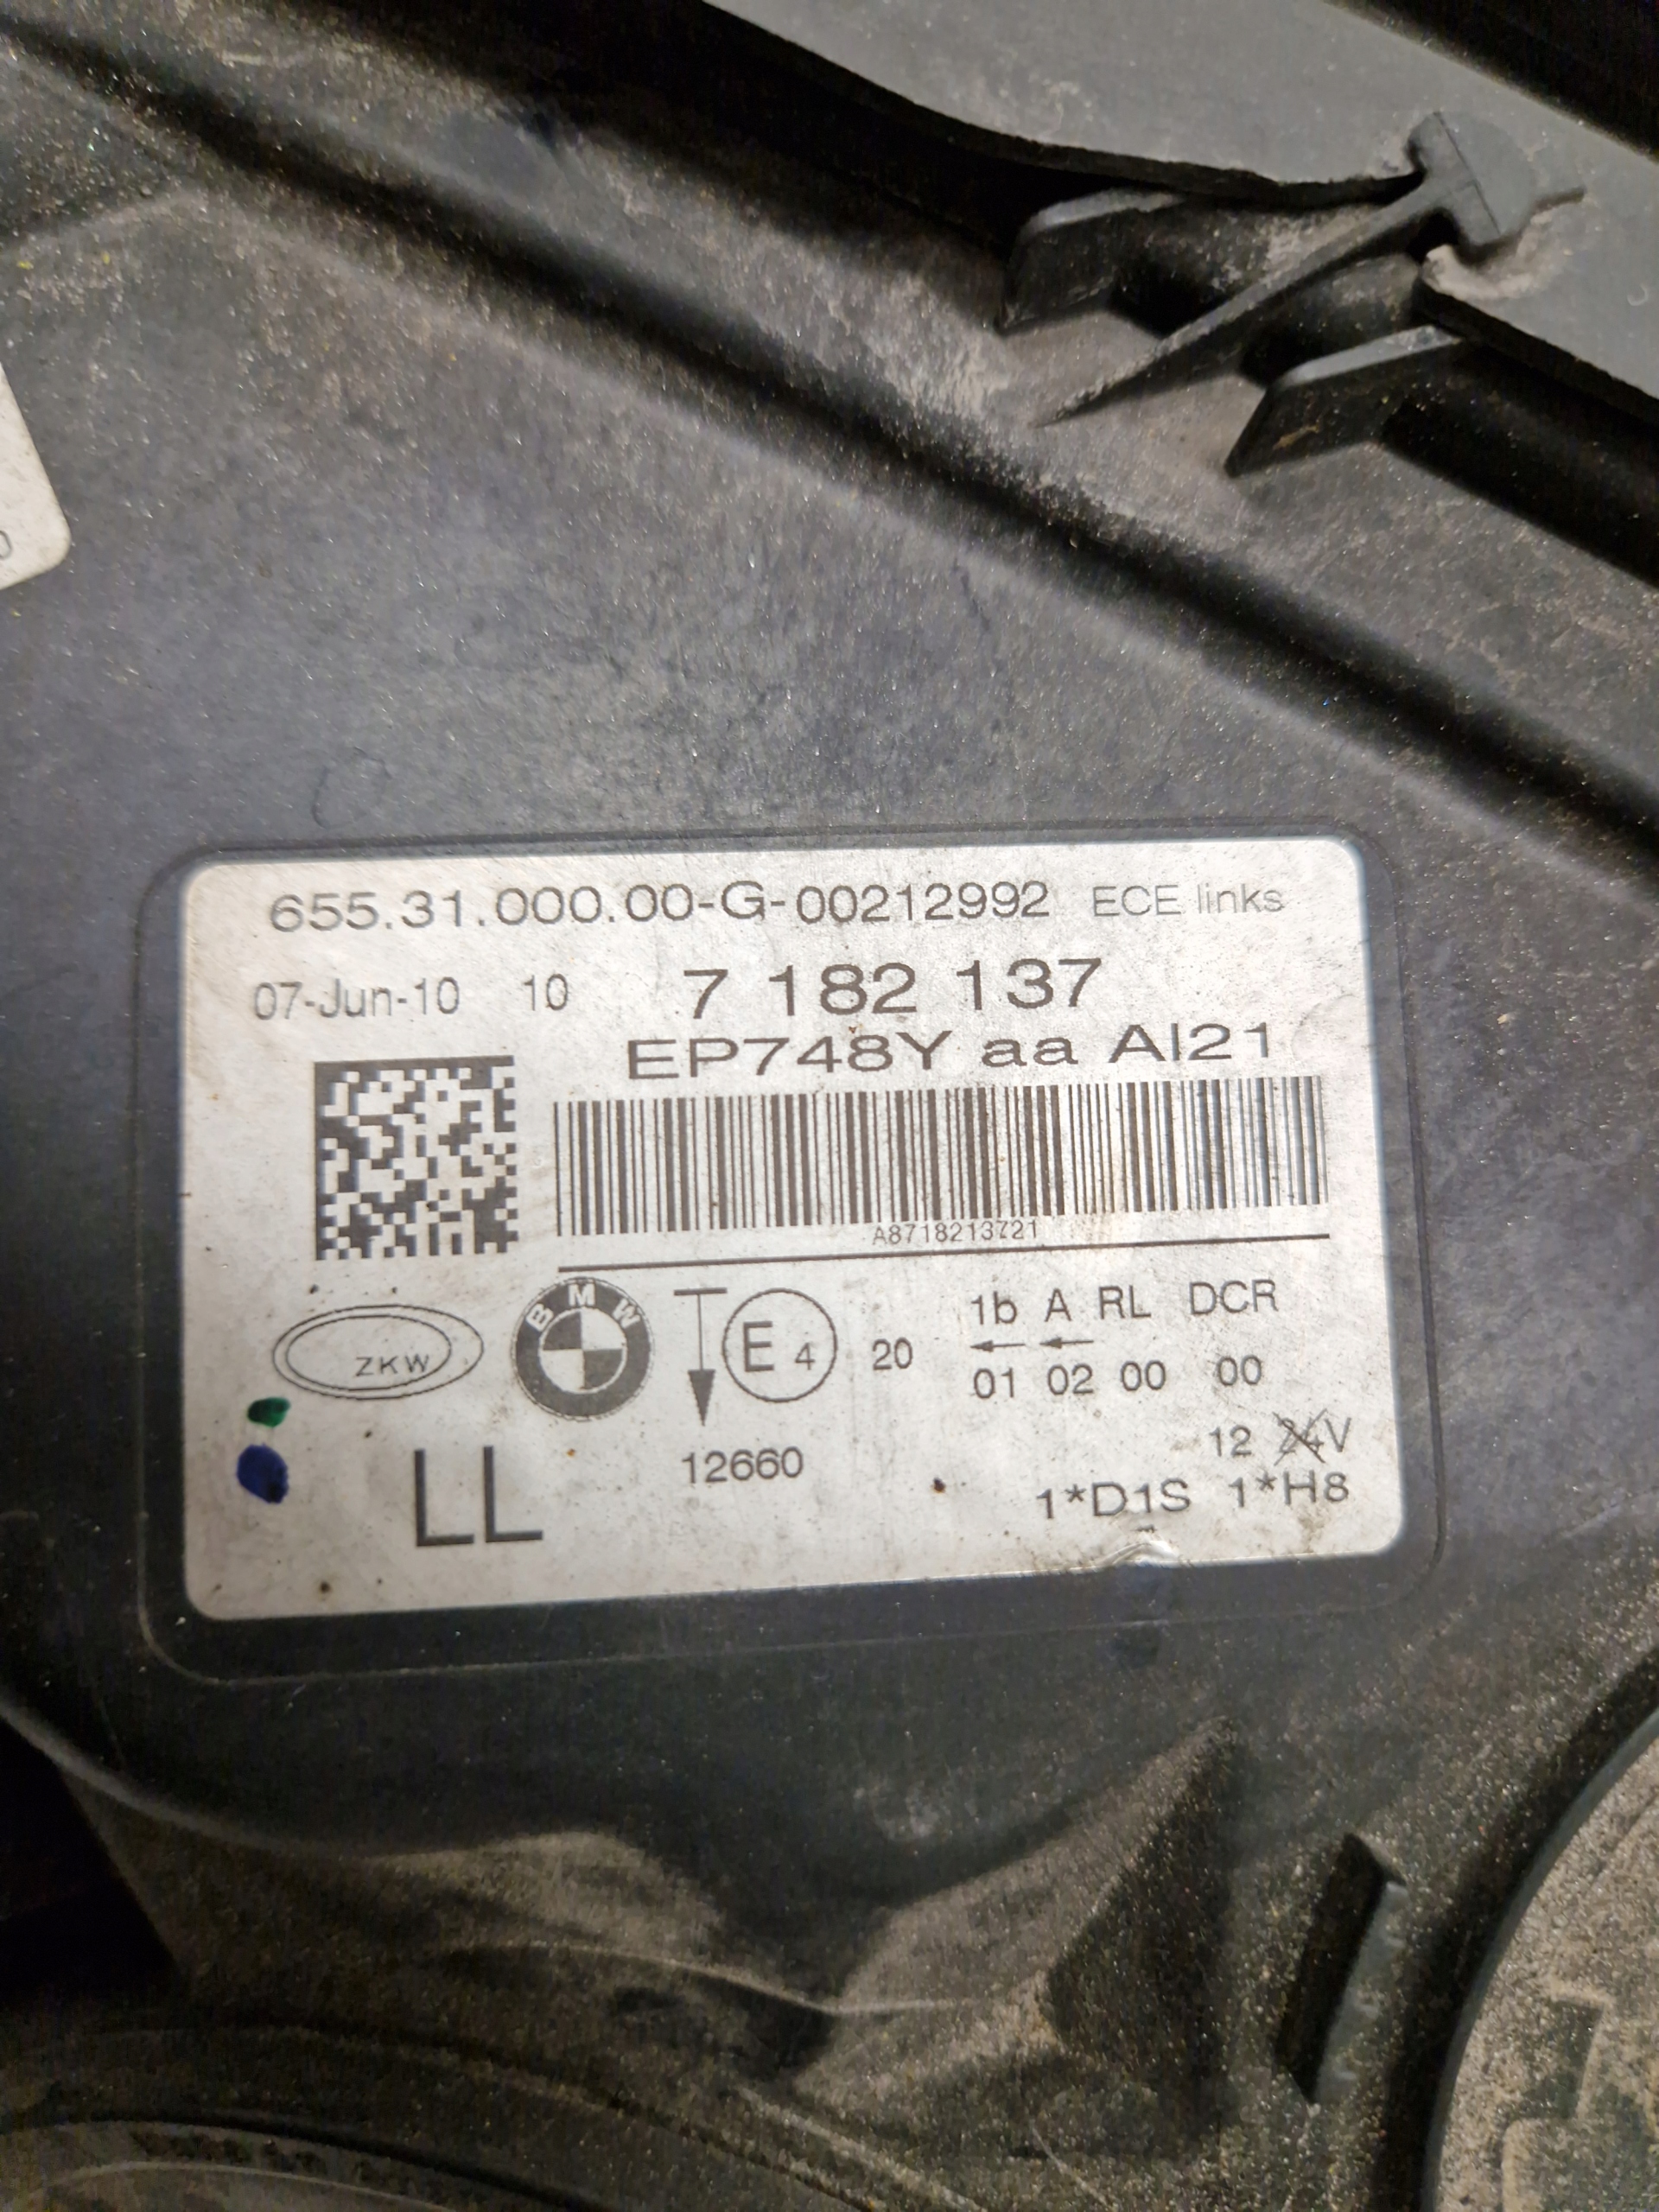 655.31.000.00-G-00212992 ECE links
07-Jun-10 10 7 182 137
EP748Y aa AI21
A8718213721
ZKW
BMW
E4
20
1b A RL DCR
01 02 00 00
12 24V
LL
12660
1*D1S 1*H8